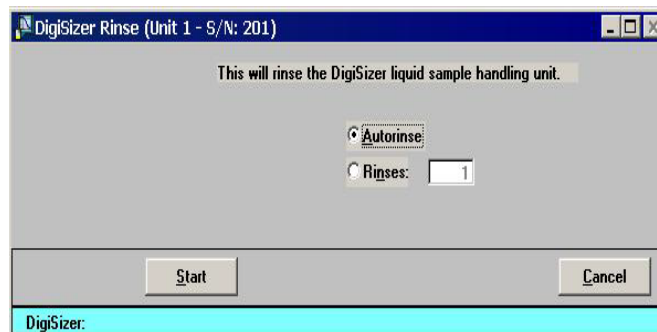 DigiSizer Rinse (Unit 1 - S/N: 201)
This will rinse the DigiSizer liquid sample handling unit.
Autorinse
Rinses: 1
Start Cancel
DigiSizer: